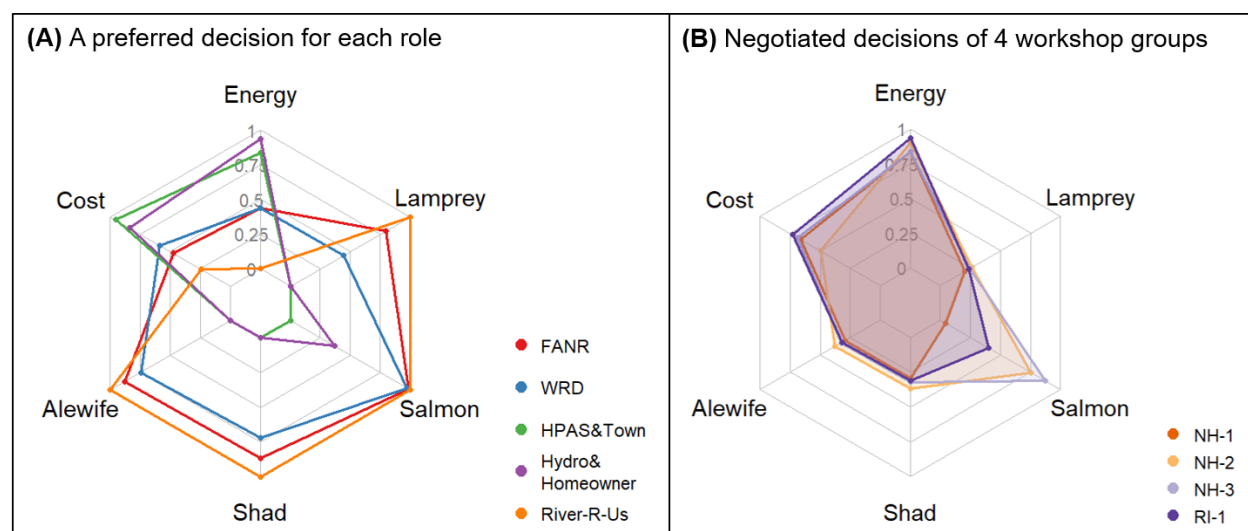 (A) A preferred decision for each role
Energy
1
0.75
0.5
0.25
0
Cost
Lamprey
Alewife
Salmon
Shad
FANR
WRD
HPAS&Town
Hydro&
Homeowner
River-R-Us
(B) Negotiated decisions of 4 workshop groups
Energy
1
0.75
0.5
0.25
0
Cost
Lamprey
Alewife
Salmon
Shad
NH-1
NH-2
NH-3
RI-1